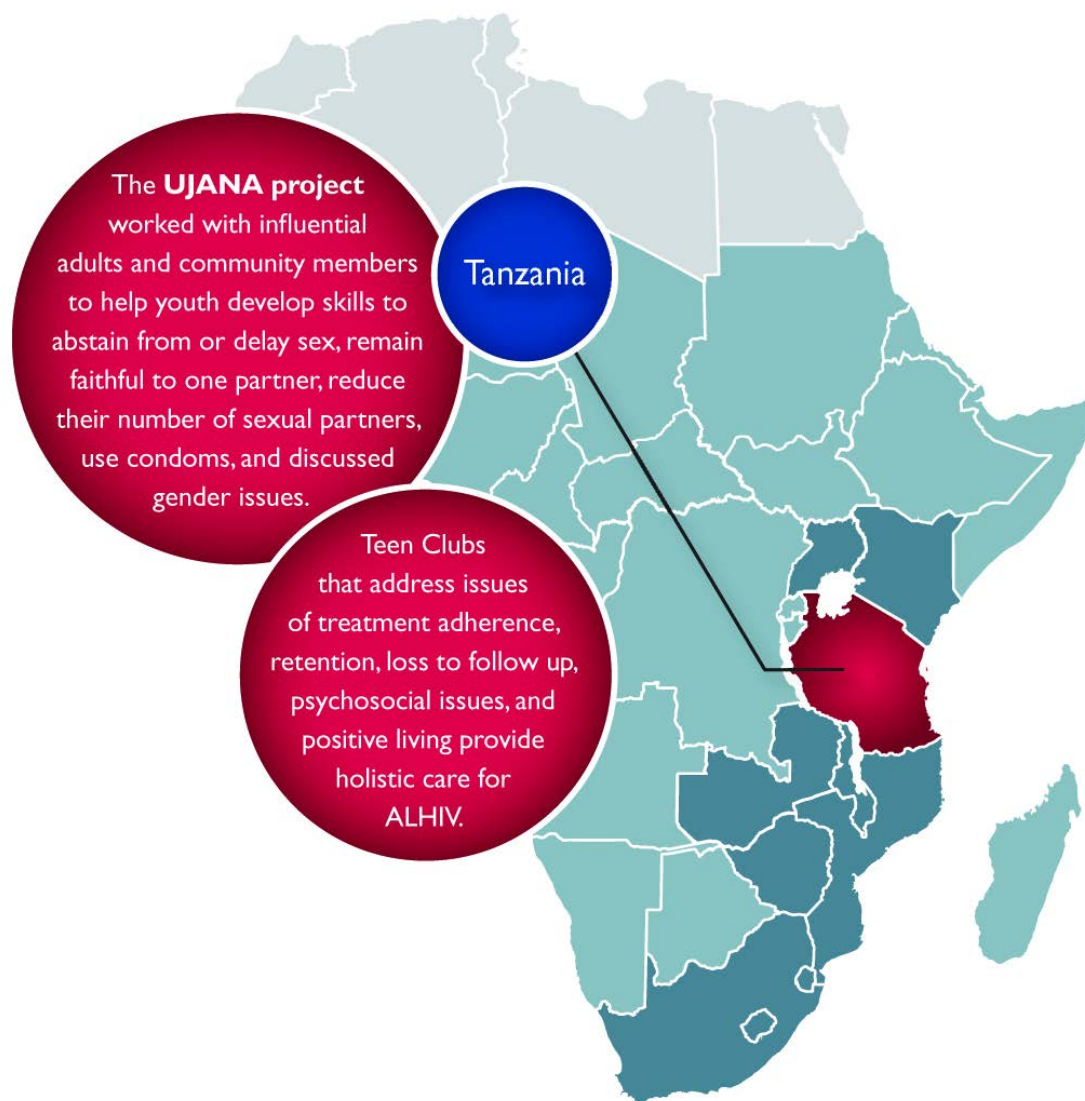 The UJANA project
worked with influential
adults and community members
to help youth develop skills to
abstain from or delay sex, remain
faithful to one partner, reduce
their number of sexual partners,
use condoms, and discussed
gender issues.
Tanzania
Teen Clubs
that address issues
of treatment adherence,
retention, loss to follow up,
psychosocial issues, and
positive living provide
holistic care for
ALHIV.